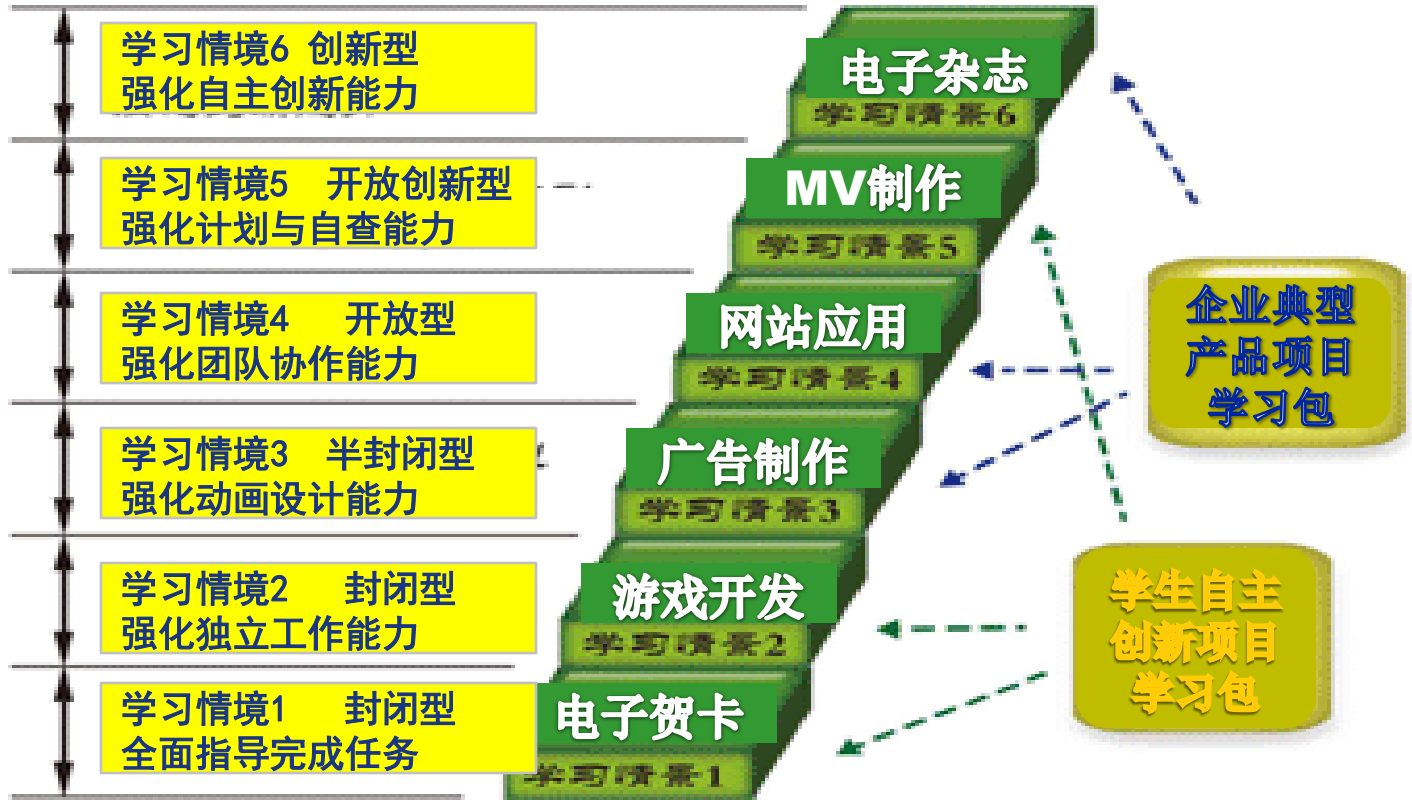 学习情境6 创新型
强化自主创新能力
电子杂志
学习情景6
学习情境5 开放创新型
强化计划与自查能力
MV制作
学习情景5
学习情境4 开放型
强化团队协作能力
网站应用
学习情景4
学习情境3 半封闭型
强化动画设计能力
广告制作
学习情景3
学习情境2 封闭型
强化独立工作能力
游戏开发
学习情景2
学习情境1 封闭型
全面指导完成任务
电子贺卡
学习情景1
企业典型
产品项目
学习包
学生自主
创新项目
学习包